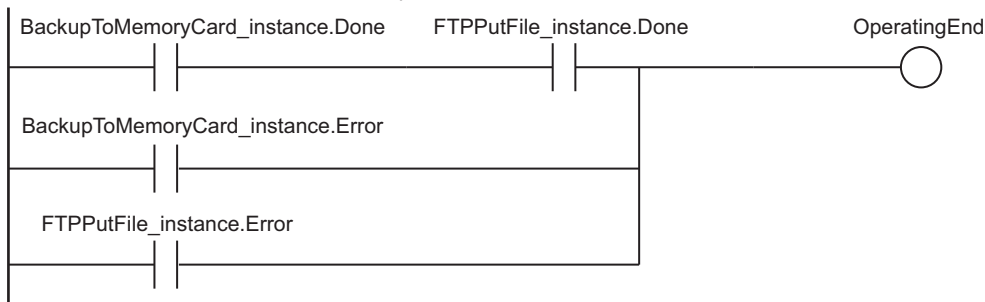 BackupToMemoryCard_instance.Done FTPPutFile_instance.Done OperatingEnd
BackupToMemoryCard_instance.Error
FTPPutFile_instance.Error